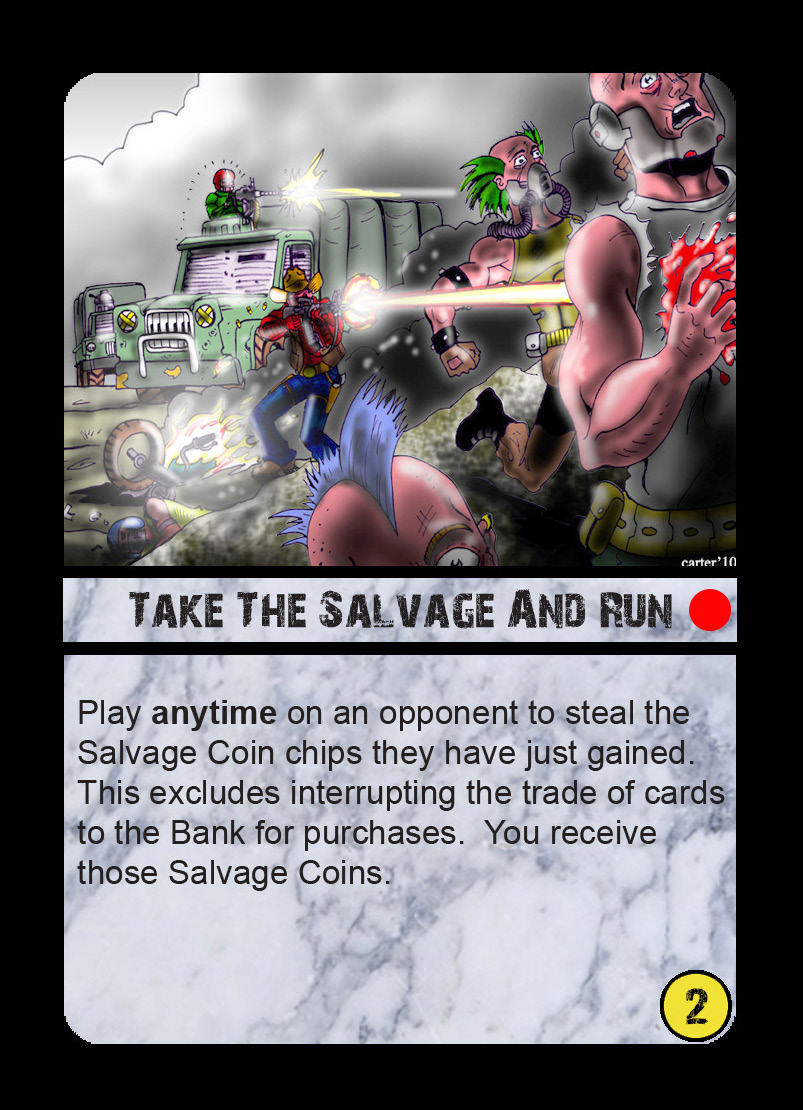 carter'10
TAKE THE SALVAGE AND RUN
Play anytime on an opponent to steal the
Salvage Coin chips they have just gained.
This excludes interrupting the trade of cards
to the Bank for purchases.  You receive
those Salvage Coins.
2